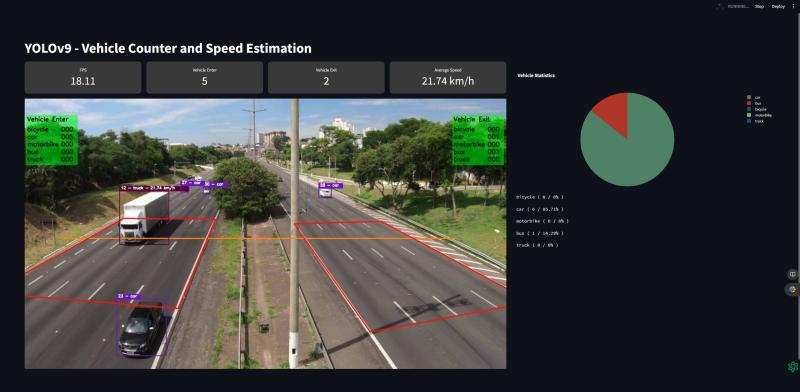 RUNNING...
Stop
Deploy
YOLOv9 - Vehicle Counter and Speed Estimation
FPS
18.11
Vehicle Enter
5
Vehicle Exit
2
Average Speed
21.74 km/h
Vehicle Enter
bicycle 000
car 005
motorbike 000
bus 000
truck 000
Vehicle Exit
bicycle 000
car 001
motorbike 000
bus 001
truck 000
12 - truck - 21.74 km/h
27 - car
30 - car
28 - car
23 - car
Vehicle Statistics
car
bus
bicycle
motorbike
truck
bicycle ( 0 / 0% )
car ( 6 / 85.71% )
motorbike ( 0 / 0% )
bus ( 1 / 14.29% )
truck ( 0 / 0% )